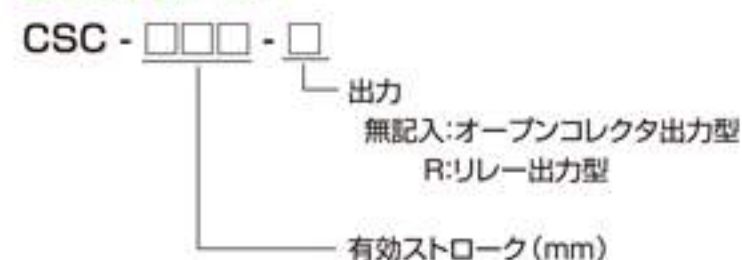 CSC - □□□ - □
出力
無記入:オープンコレクタ出力型
R:リレー出力型
有効ストローク(mm)